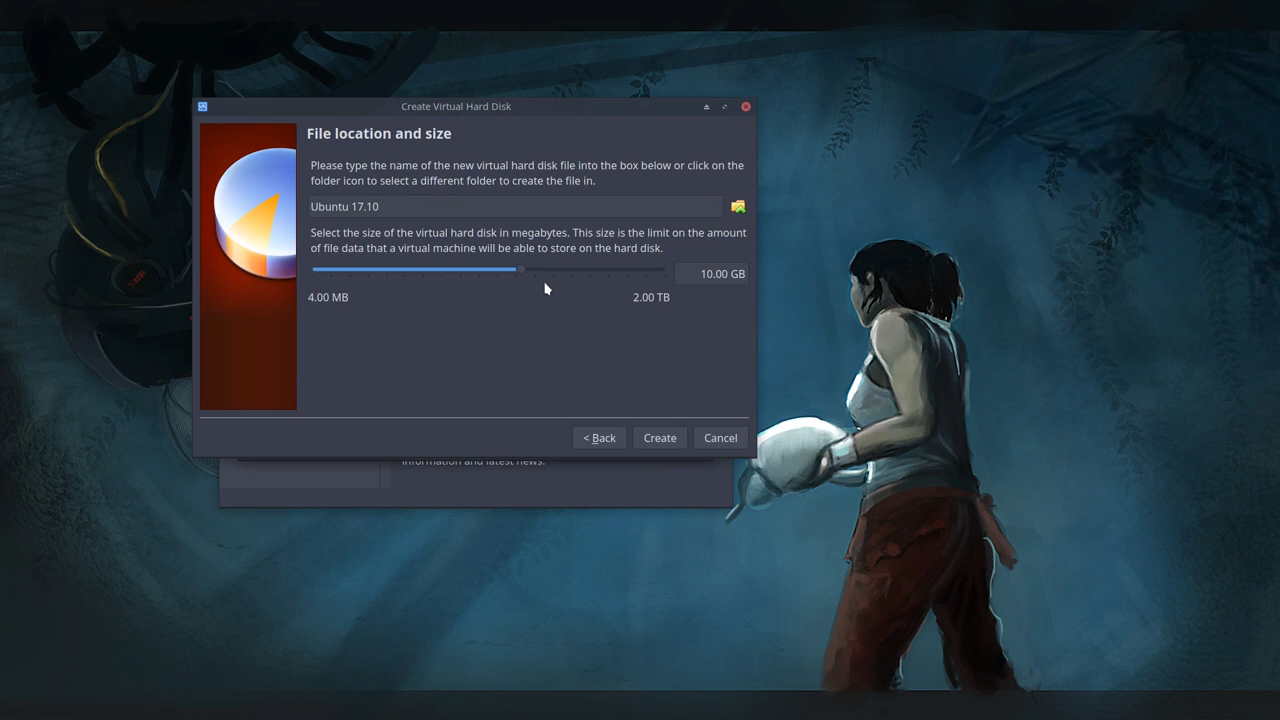 Create Virtual Hard Disk
File location and size
Please type the name of the new virtual hard disk file into the box below or click on the
folder icon to select a different folder to create the file in.
Ubuntu 17.10
Select the size of the virtual hard disk in megabytes. This size is the limit on the amount
of file data that a virtual machine will be able to store on the hard disk.
10.00 GB
4.00 MB
2.00 TB
< Back
Create
Cancel
information and latest news.